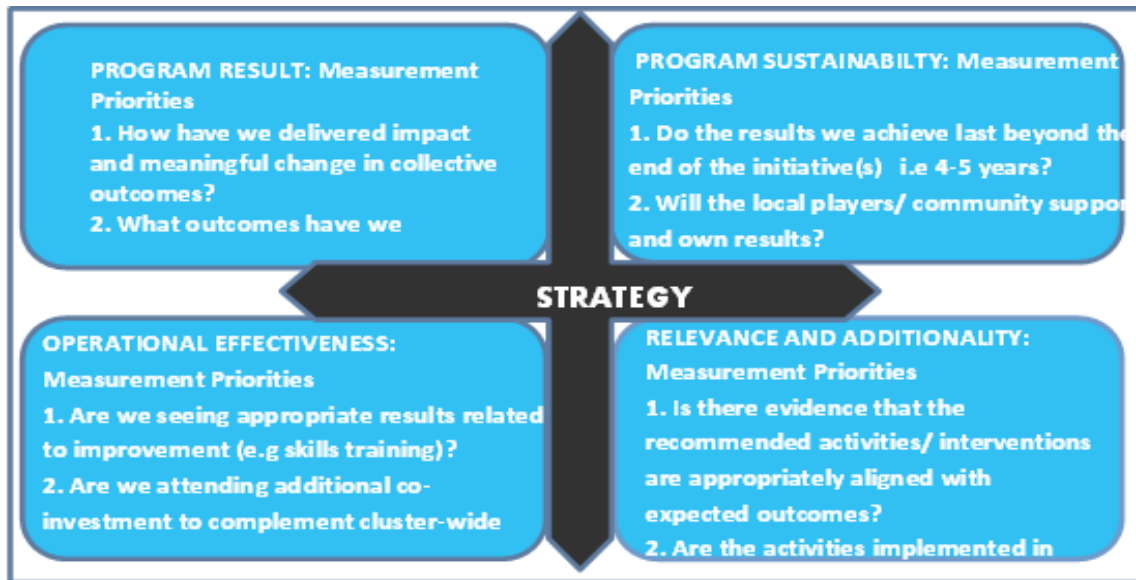 PROGRAM RESULT: Measurement
Priorities
1. How have we delivered impact
and meaningful change in collective
outcomes?
2. What outcomes have we
PROGRAM SUSTAINABILTY: Measurement
Priorities
1. Do the results we achieve last beyond the
end of the initiative(s) i.e 4-5 years?
2. Will the local players/ community suppor
and own results?
STRATEGY
OPERATIONAL EFFECTIVENESS:
Measurement Priorities
1. Are we seeing appropriate results related
to improvement (e.g skills training)?
2. Are we attending additional co-
investment to complement cluster-wide
RELEVANCE AND ADDITIONALITY:
Measurement Priorities
1. Is there evidence that the
recommended activities/ interventions
are appropriately aligned with
expected outcomes?
2. Are the activities implemented in